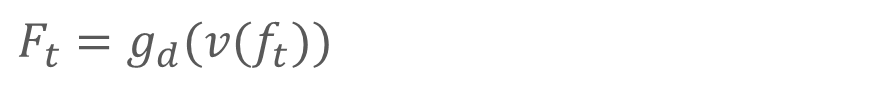 F_t = g_d(v(f_t))